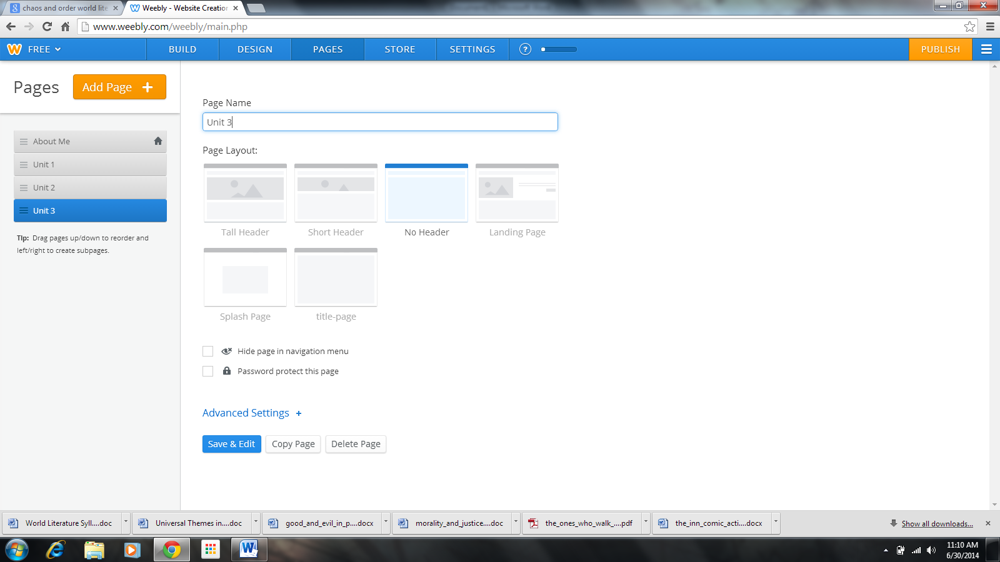 chaos and order world lite
Weebly - Website Creation
www.weebly.com/weebly/main.php
FREE
BUILD
DESIGN
PAGES
STORE
SETTINGS
?
PUBLISH
Pages
Add Page +
About Me
Unit 1
Unit 2
Unit 3
Tip: Drag pages up/down to reorder and
left/right to create subpages.
Page Name
Unit 3
Page Layout:
Tall Header
Short Header
No Header
Landing Page
Splash Page
title-page
Hide page in navigation menu
Password protect this page
Advanced Settings +
Save & Edit
Copy Page
Delete Page
World Literature Syll....doc
Universal Themes in....doc
good_and_evil_in_p....docx
morality_and_justice....doc
the_ones_who_walk_....pdf
the_inn_comic_acti....docx
Show all downloads...
11:10 AM
6/30/2014